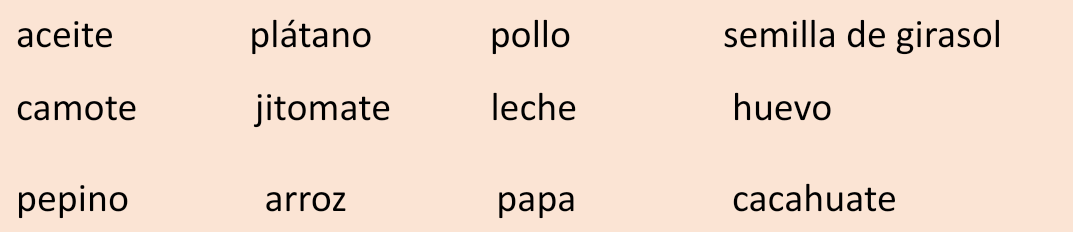 aceite plátano pollo semilla de girasol
camote jitomate leche huevo
pepino arroz papa cacahuate